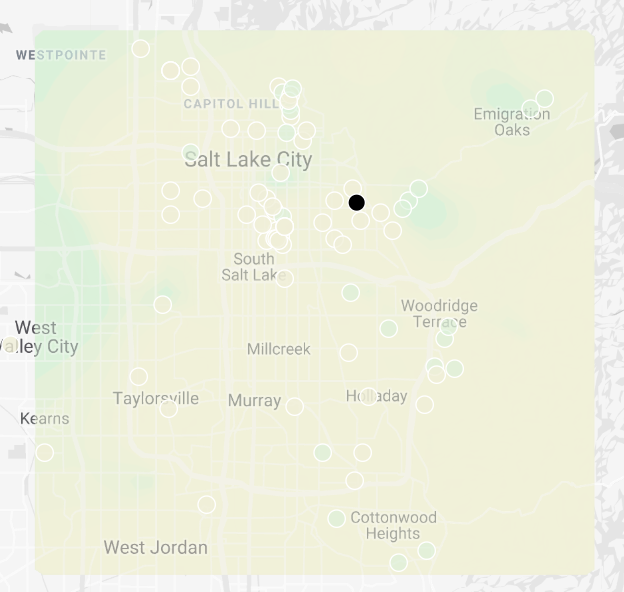 WESTPOINTE
CAPITOL HILL
Emigration
Oaks
Salt Lake City
South
Salt Lake
Woodridge
Terrace
West
Valley City
Millcreek
Taylorsville
Murray
Holladay
Kearns
Cottonwood
Heights
West Jordan